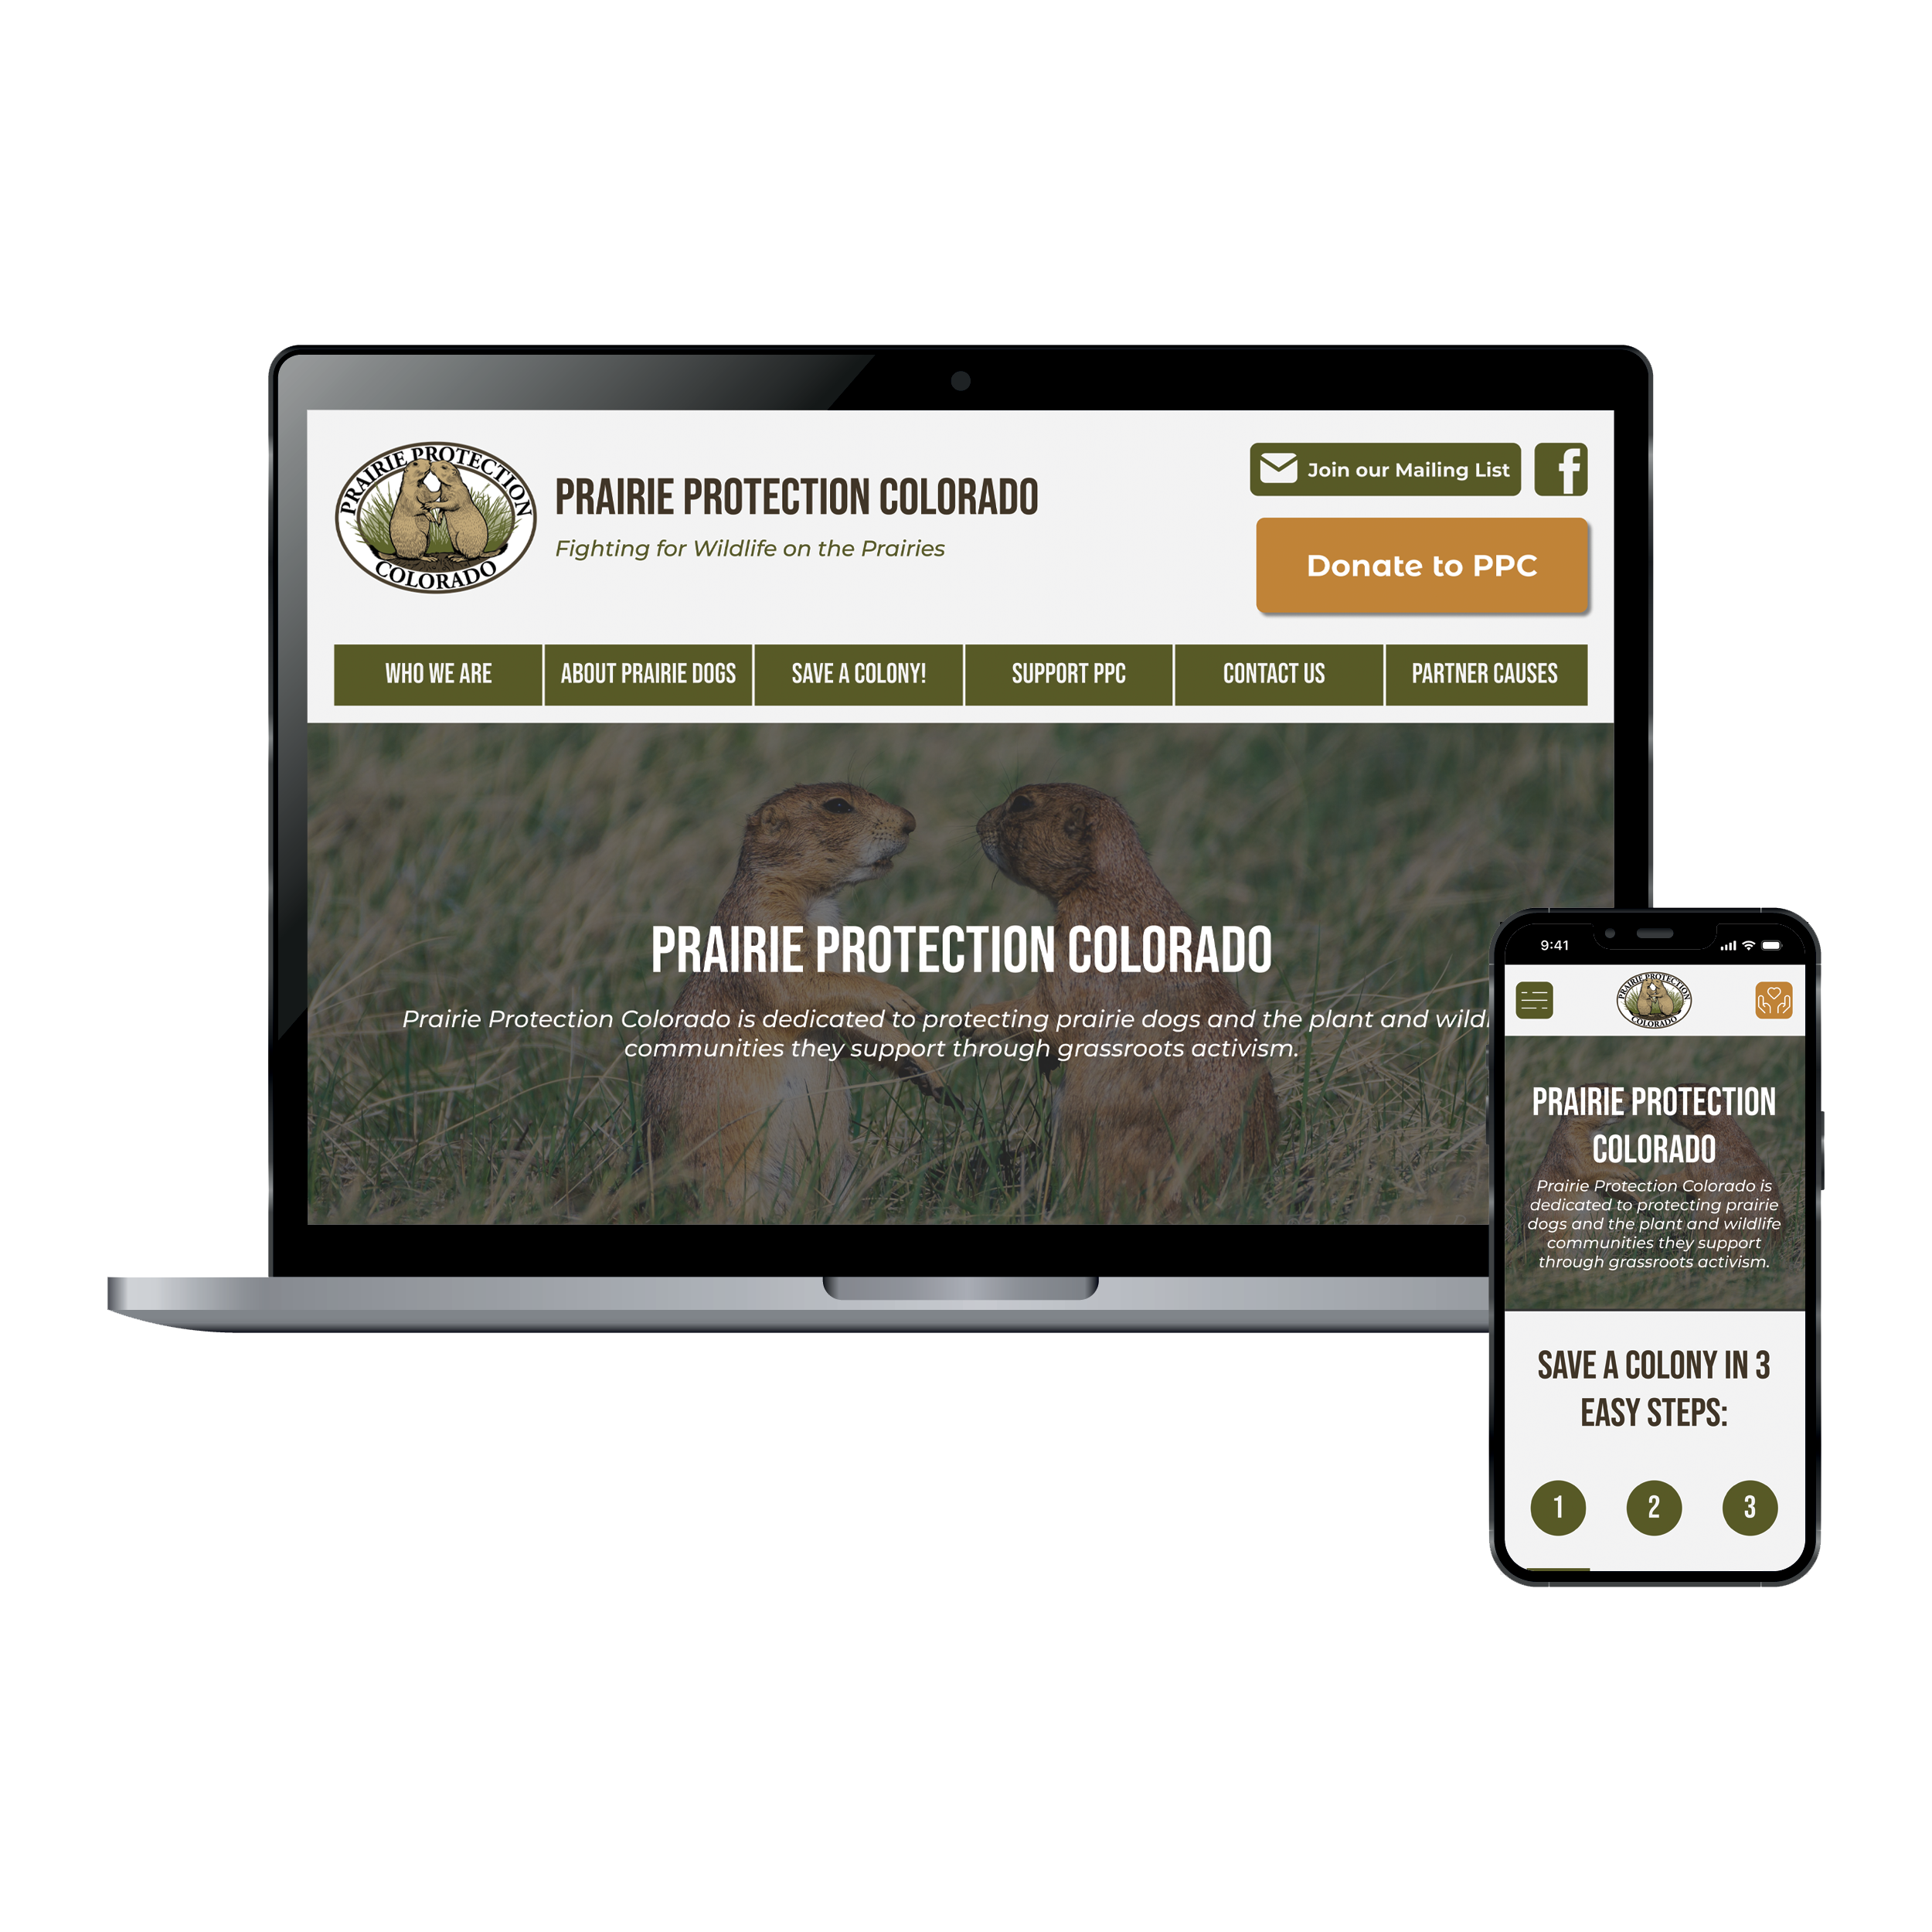 PRAIRIE PROTECTION
COLORADO
PRAIRIE PROTECTION COLORADO
Fighting for Wildlife on the Prairies
Join our Mailing List
f
Donate to PPC
WHO WE ARE
ABOUT PRAIRIE DOGS
SAVE A COLONY!
SUPPORT PPC
CONTACT US
PARTNER CAUSES
PRAIRIE PROTECTION COLORADO
Prairie Protection Colorado is dedicated to protecting prairie dogs and the plant and wildl
communities they support through grassroots activism.
9:41
PRAIRIE PROTECTION
COLORADO
PRAIRIE PROTECTION
COLORADO
Prairie Protection Colorado is
dedicated to protecting prairie
dogs and the plant and wildlife
communities they support
through grassroots activism.
SAVE A COLONY IN 3
EASY STEPS:
1
2
3